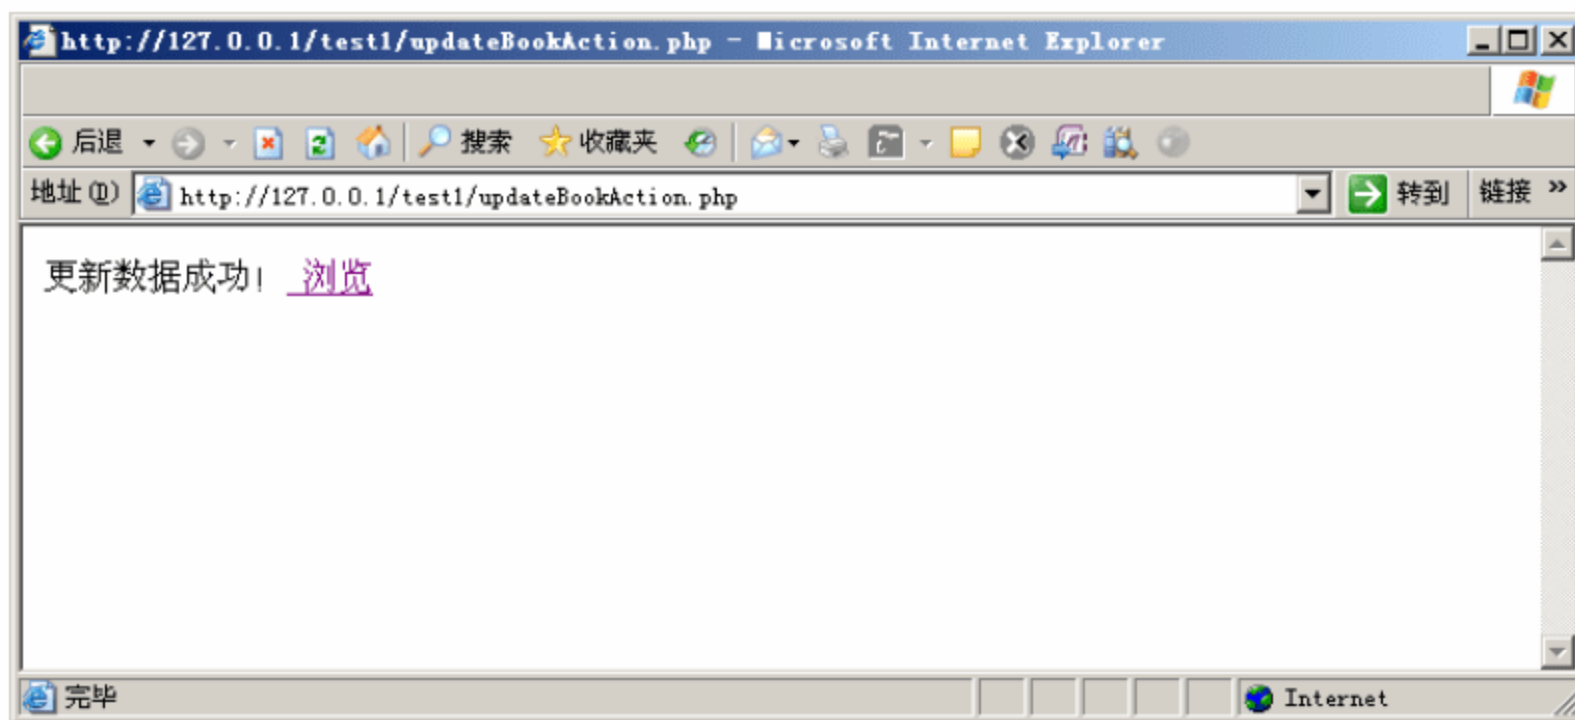 http://127.0.0.1/test1/updateBookAction.php - Microsoft Internet Explorer
后退 搜索 收藏夹
地址(D) http://127.0.0.1/test1/updateBookAction.php 转到 链接 »
更新数据成功! 浏览
完毕 Internet